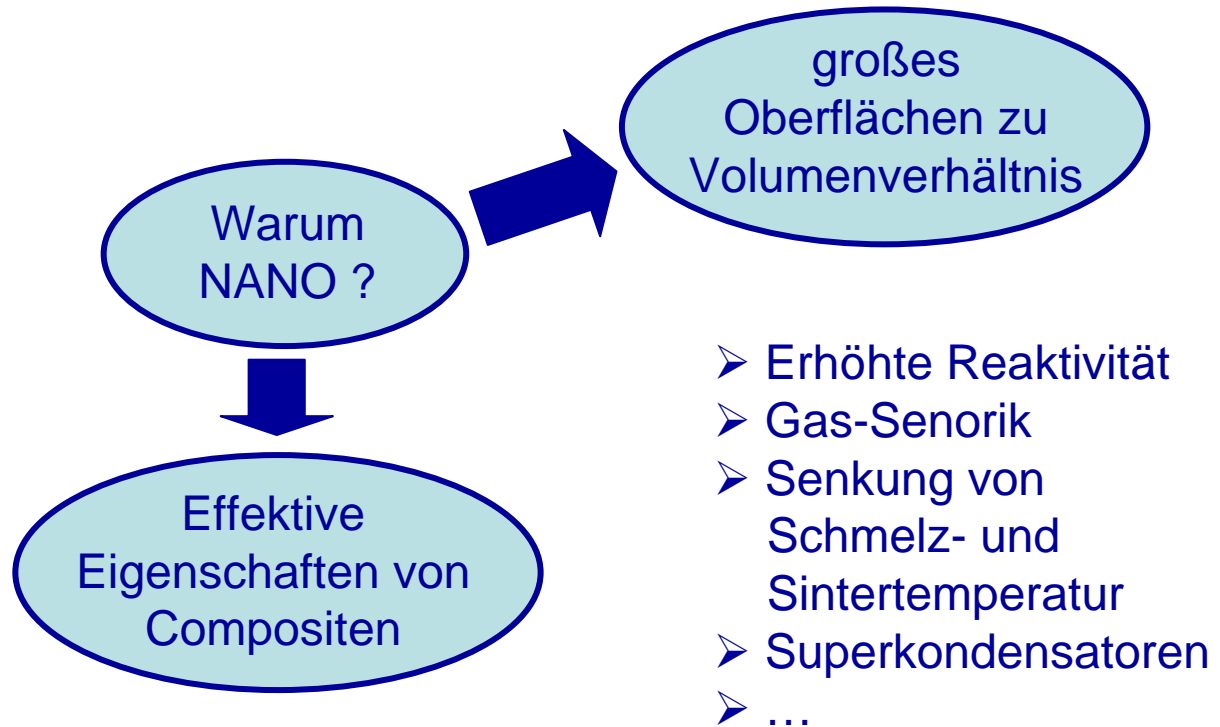 Warum
NANO ?
großes
Oberflächen zu
Volumenverhältnis
➢ Erhöhte Reaktivität
➢ Gas-Senorik
➢ Senkung von
Schmelz- und
Sintertemperatur
➢ Superkondensatoren
➢ ...
Effektive
Eigenschaften von
Compositen